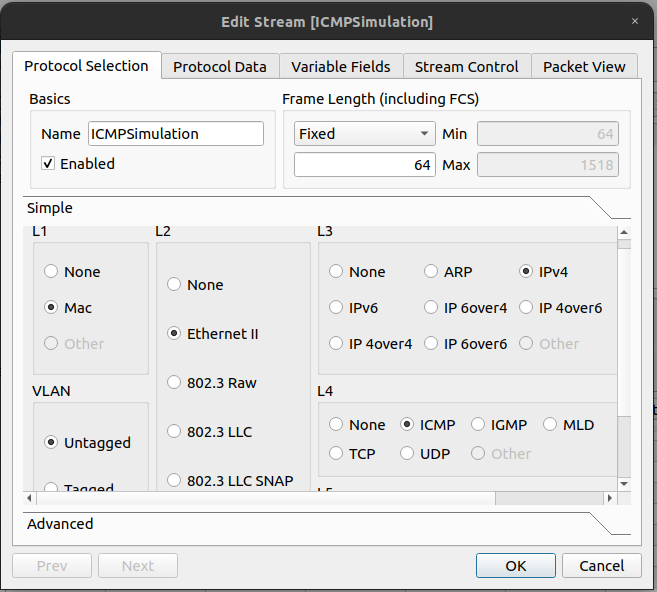 Edit Stream [ICMPSimulation]
×
Protocol Selection Protocol Data Variable Fields Stream Control Packet View
Basics
Name ICMPSimulation
Enabled
Frame Length (including FCS)
Fixed Min 64
64 Max 1518
Simple
L1
None
Mac
Other
VLAN
Untagged
Tagged
L2
None
Ethernet II
802.3 Raw
802.3 LLC
802.3 LLC SNAP
L3
None ARP IPv4
IPv6 IP 6over4 IP 4over6
IP 4over4 IP 6over6 Other
L4
None ICMP IGMP MLD
TCP UDP Other
L5
Advanced
Prev Next OK Cancel